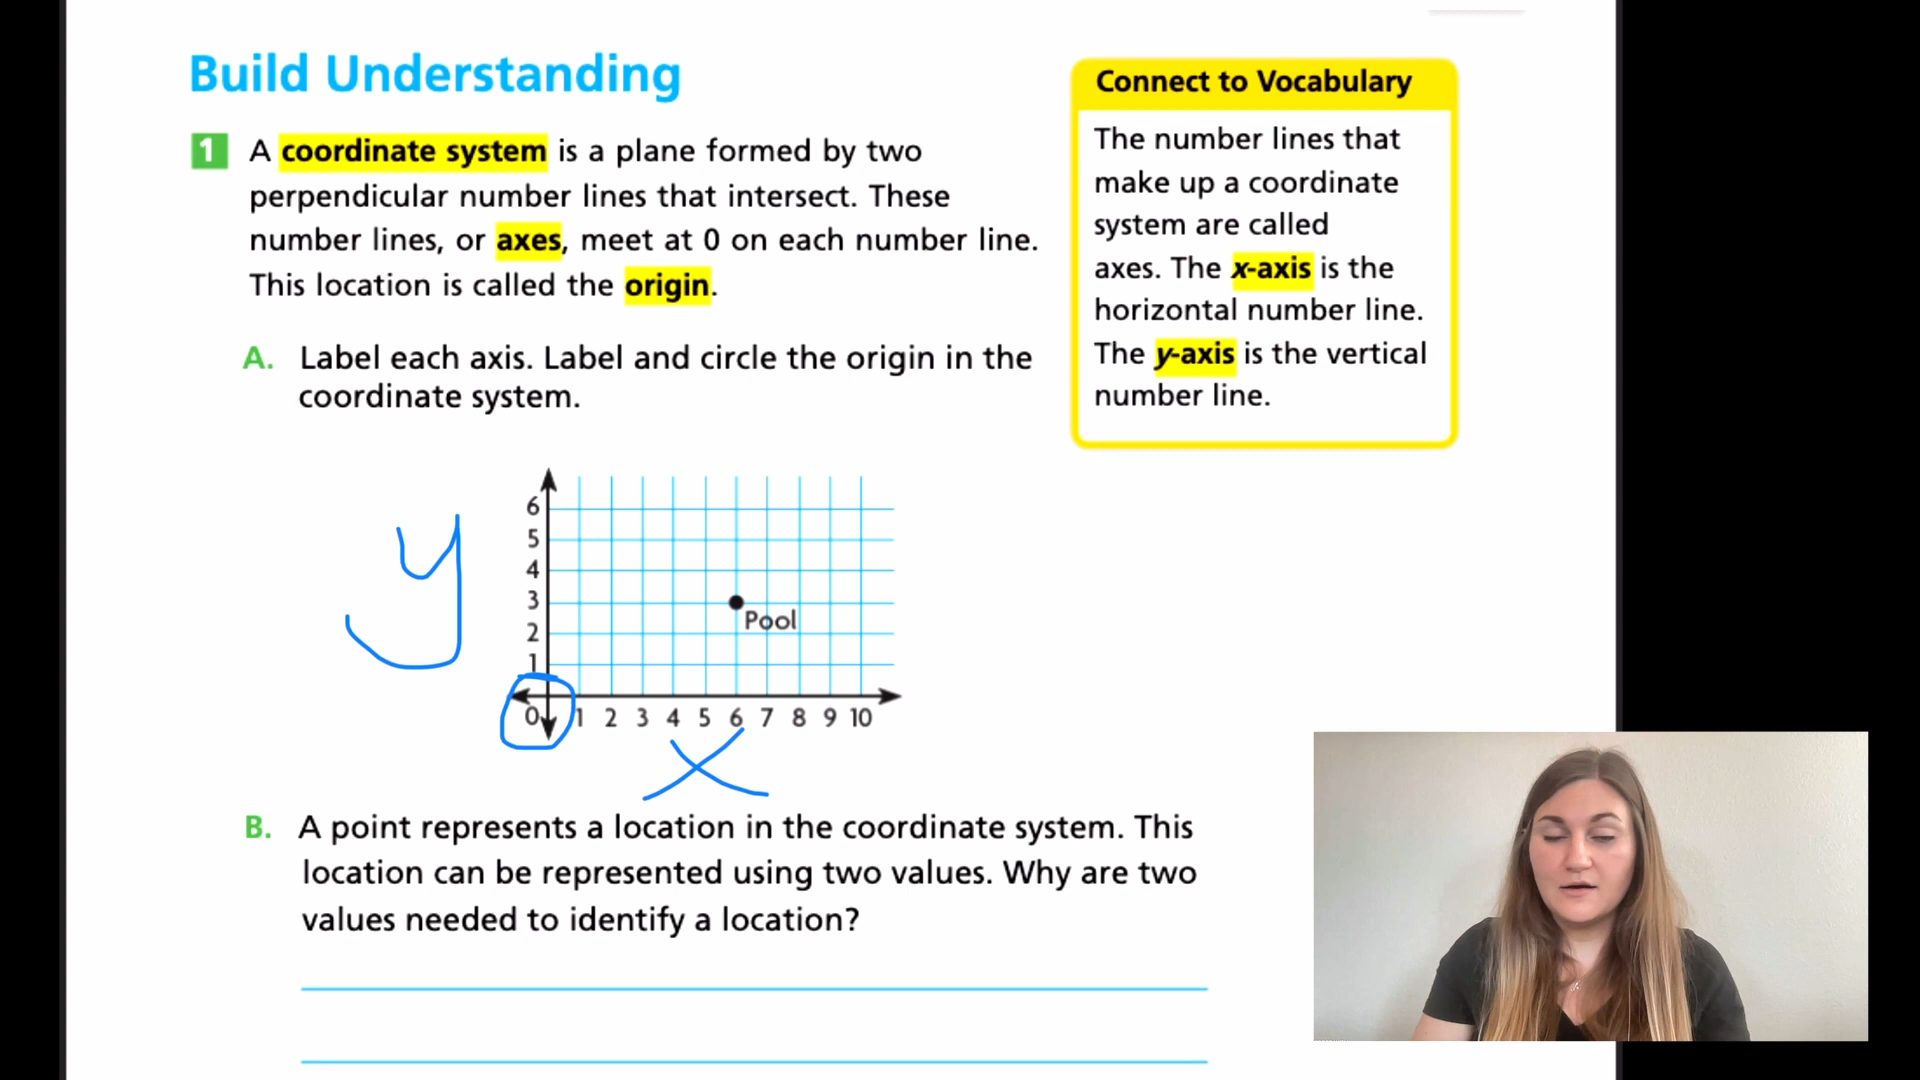 Build Understanding
1 A coordinate system is a plane formed by two
perpendicular number lines that intersect. These
number lines, or axes, meet at 0 on each number line.
This location is called the origin.
A. Label each axis. Label and circle the origin in the
coordinate system.
Connect to Vocabulary
The number lines that
make up a coordinate
system are called
axes. The x-axis is the
horizontal number line.
The y-axis is the vertical
number line.
6
5
4
3
2
1
y
Pool
0 1 2 3 4 5 6 7 8 9 10
x
B. A point represents a location in the coordinate system. This
location can be represented using two values. Why are two
values needed to identify a location?